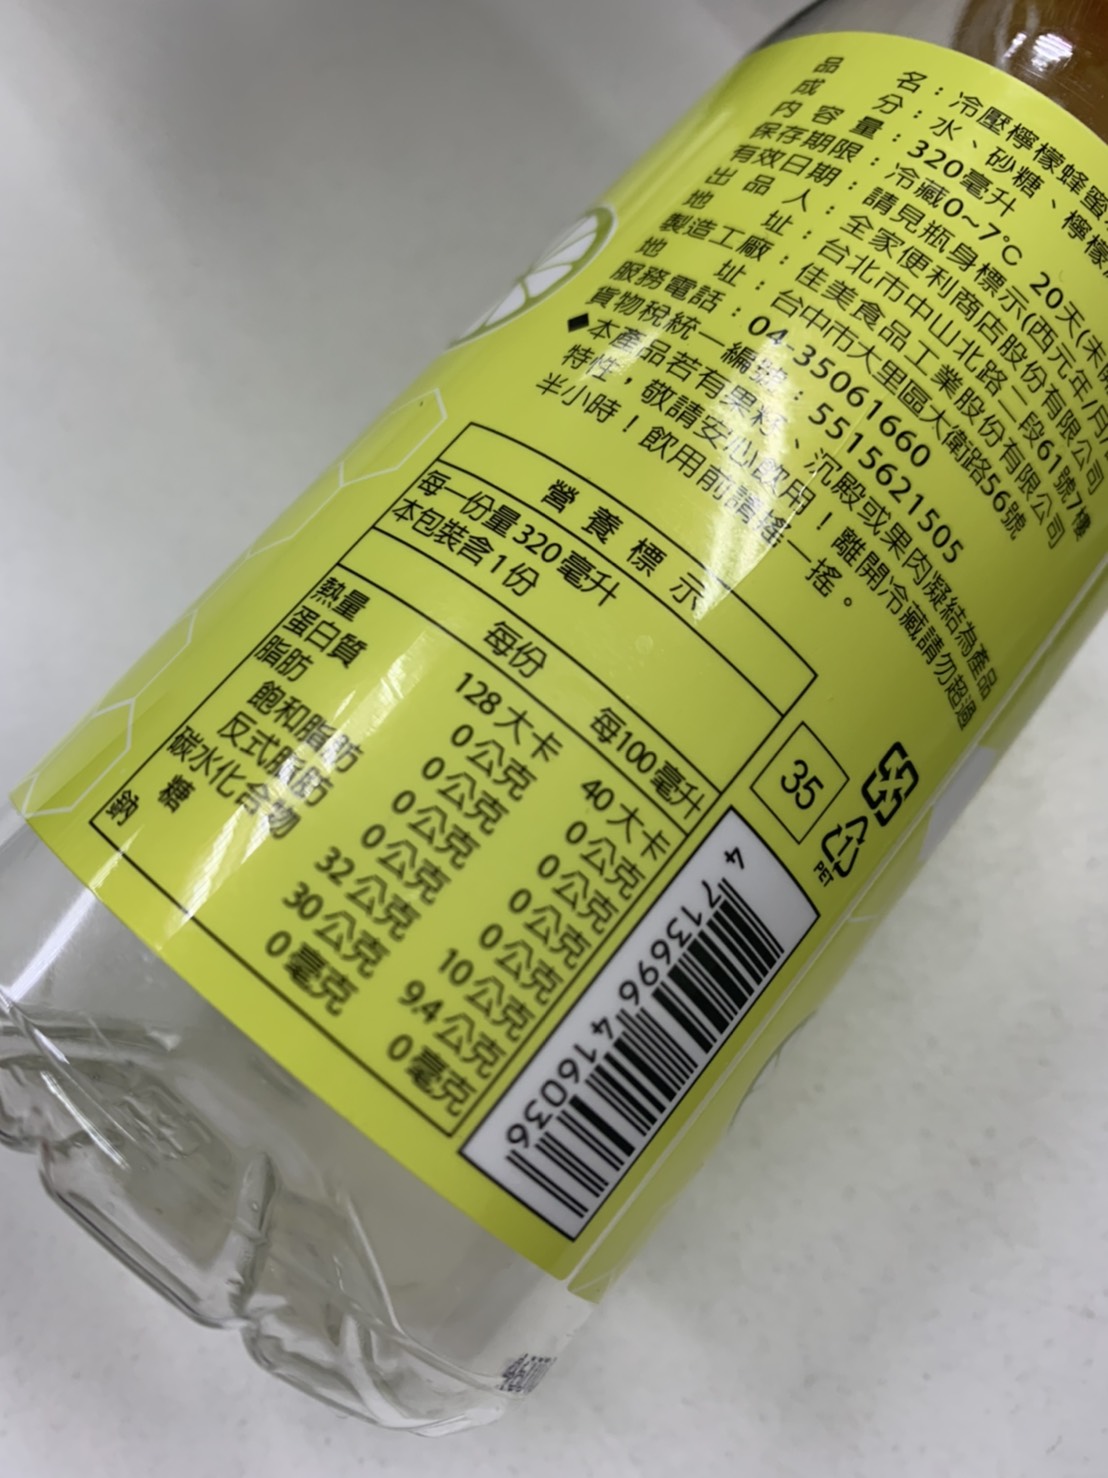 品名：冷壓檸檬蜂蜜
成分：水、砂糖、檸檬
內容量：320毫升
保存期限：冷藏0~7℃ 20天(未開
有效日期：請見瓶身標示(西元年/月/
出品人：全家便利商店股份有限公司
地址：台北市中山北路二段61號7樓
製造工廠：佳美食品工業股份有限公司
地址：台中市大里區大衛路56號
服務電話：04-35061660
貨物稅統一編號：5515621505
◆本產品若有果籽、沉殿或果肉凝結為產品
特性，敬請安心飲用！離開冷藏請勿超過
半小時！飲用前請搖一搖。
營養標示
每一份量320毫升
本包裝含1份
每份 每100毫升
熱量 128大卡 40大卡
蛋白質 0公克 0公克
脂肪 0公克 0公克
飽和脂肪 0公克 0公克
反式脂肪 0公克 0公克
碳水化合物 32公克 10公克
糖 30公克 9.4公克
鈉 0毫克 0毫克
35
1
PET
4 713696 416036